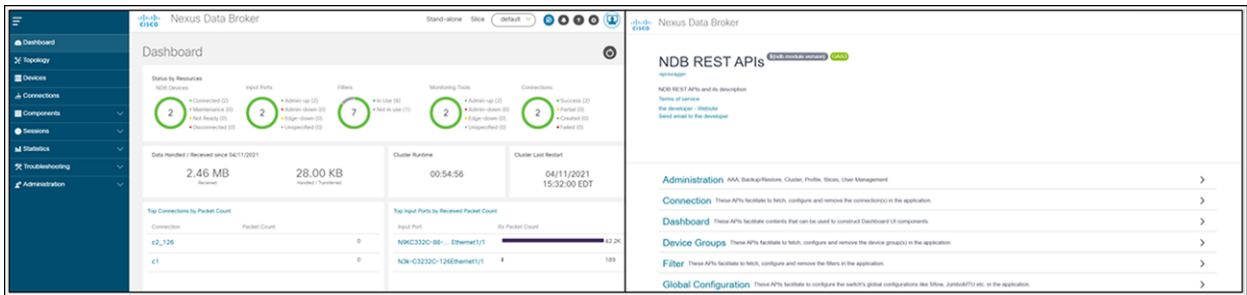 CISCO
Nexus Data Broker
Stand-alone Slice default
Dashboard
Topology
Devices
Connections
Components
Sessions
Statistics
Troubleshooting
Administration
Dashboard
Status by Resources
NDB Devices
2
Connected (2)
Maintenance (0)
Not Ready (0)
Disconnected (0)
Input Ports
2
Admin-up (2)
Admin-down (0)
Edge-down (0)
Unspecified (0)
Filters
7
In Use (6)
Not in use (1)
Monitoring Tools
2
Admin-up (2)
Admin-down (0)
Edge-down (0)
Unspecified (0)
Connections
2
Success (2)
Partial (0)
Created (0)
Failed (0)
Data Handled / Received since 04/11/2021
2.46 MB
Received
28.00 KB
Handled / Transferred
Cluster Runtime
00:54:56
Cluster Last Restart
04/11/2021
15:32:00 EDT
Top Connections by Packet Count
Connection Packet Count
c2_126 0
c1 0
Top Input Ports by Received Packet Count
Input Port Rx Packet Count
Ethernet1/1 42.2K
N3k-C3232C-126Ethernet1/1 189
CISCO
Nexus Data Broker
NDB REST APIs ${ndb.module.version} OAS3
NDB REST APIs and its description
Terms of service
the developer - Website
Send email to the developer
Administration AAA, Backup/Restore, Cluster, Profile, Slices, User Management
Connection These APIs facilitate to fetch, configure and remove the connection(s) in the application.
Dashboard These APIs facilitate contents that can be used to construct Dashboard UI components.
Device Groups These APIs facilitate to fetch, configure and remove the device group(s) in the application.
Filter These APIs facilitate to fetch, configure and remove the filters in the application.
Global Configuration These APIs facilitate to configure the switch's global configurations like Sflow, JumboMTU etc. in the application.